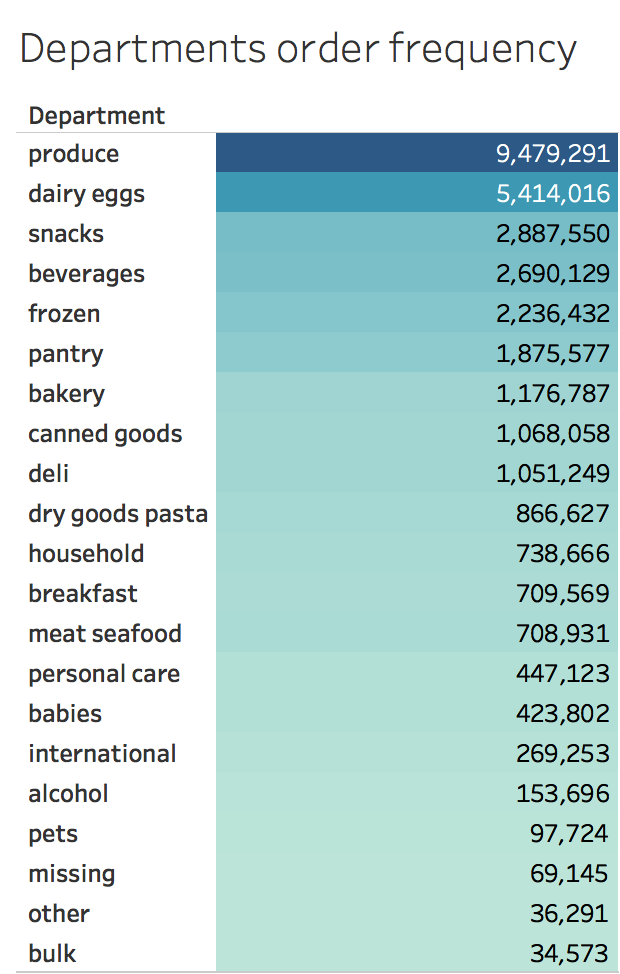 Departments order frequency
Department
produce 9,479,291
dairy eggs 5,414,016
snacks 2,887,550
beverages 2,690,129
frozen 2,236,432
pantry 1,875,577
bakery 1,176,787
canned goods 1,068,058
deli 1,051,249
dry goods pasta 866,627
household 738,666
breakfast 709,569
meat seafood 708,931
personal care 447,123
babies 423,802
international 269,253
alcohol 153,696
pets 97,724
missing 69,145
other 36,291
bulk 34,573